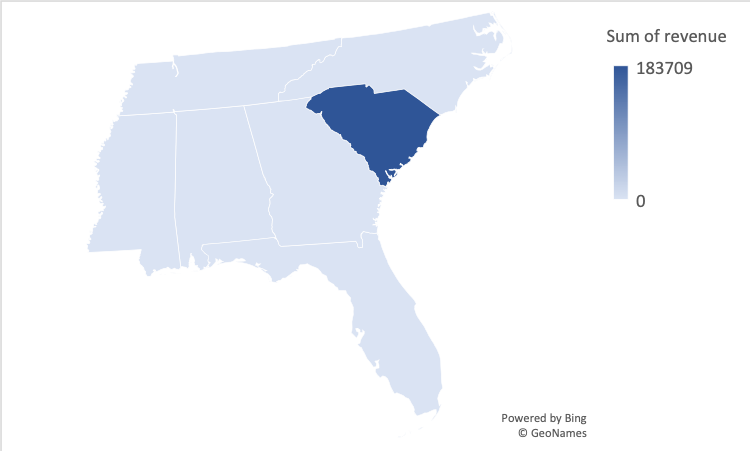 Sum of revenue
183709
0
Powered by Bing
© GeoNames